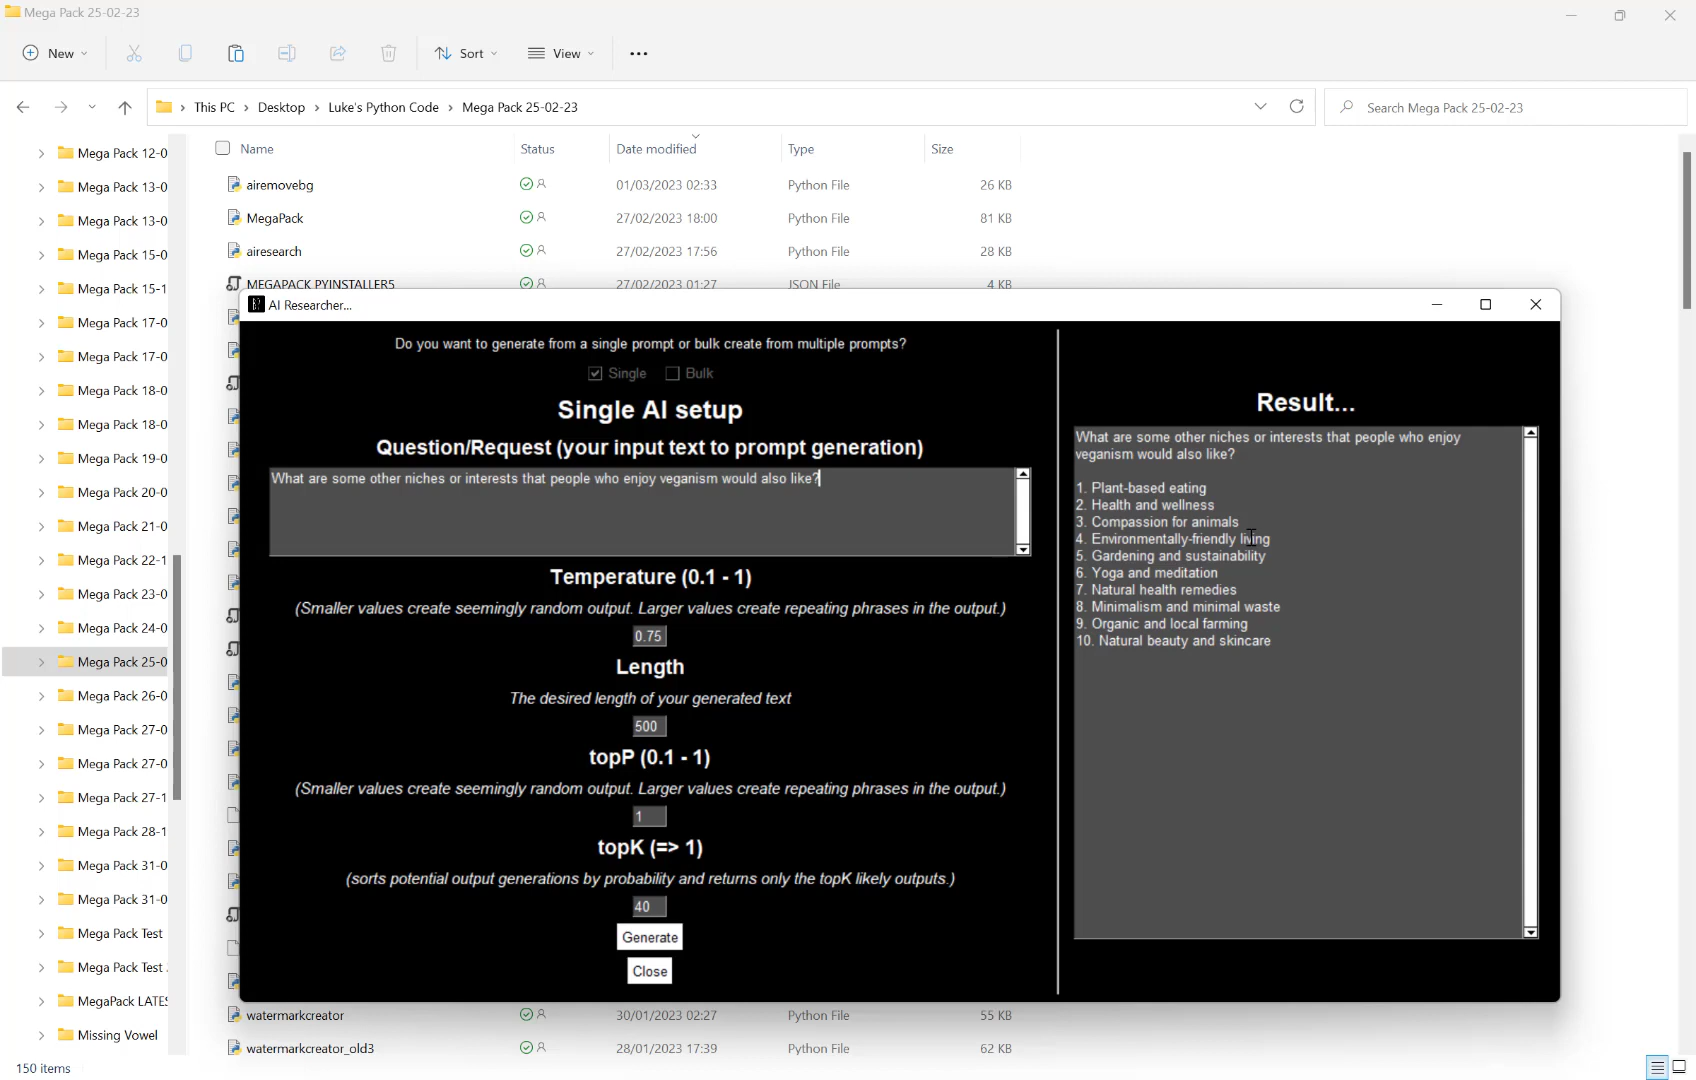 Mega Pack 25-02-23
New
Sort
View
This PC > Desktop > Luke's Python Code > Mega Pack 25-02-23
Search Mega Pack 25-02-23
Name Status Date modified Type Size
Mega Pack 12-0
Mega Pack 13-0
Mega Pack 13-0
Mega Pack 15-0
Mega Pack 15-1
Mega Pack 17-0
Mega Pack 17-0
Mega Pack 18-0
Mega Pack 18-0
Mega Pack 19-0
Mega Pack 20-0
Mega Pack 21-0
Mega Pack 22-1
Mega Pack 23-0
Mega Pack 24-0
Mega Pack 25-0
Mega Pack 26-0
Mega Pack 27-0
Mega Pack 27-0
Mega Pack 27-1
Mega Pack 28-1
Mega Pack 31-0
Mega Pack 31-0
Mega Pack Test
Mega Pack Test
MegaPack LATES
Missing Vowel
airemovebg 01/03/2023 02:33 Python File 26 KB
MegaPack 27/02/2023 18:00 Python File 81 KB
airesearch 27/02/2023 17:56 Python File 28 KB
MEGAPACK PYINSTALLER5 27/02/2023 01:27 JSON File 4 KB
AI Researcher...
Do you want to generate from a single prompt or bulk create from multiple prompts?
Single Bulk
Single AI setup
Question/Request (your input text to prompt generation)
What are some other niches or interests that people who enjoy veganism would also like?
Temperature (0.1 - 1)
(Smaller values create seemingly random output. Larger values create repeating phrases in the output.)
0.75
Length
The desired length of your generated text
500
topP (0.1 - 1)
(Smaller values create seemingly random output. Larger values create repeating phrases in the output.)
1
topK (=> 1)
(sorts potential output generations by probability and returns only the topK likely outputs.)
40
Generate
Close
Result...
What are some other niches or interests that people who enjoy
veganism would also like?
1. Plant-based eating
2. Health and wellness
3. Compassion for animals
4. Environmentally-friendly living
5. Gardening and sustainability
6. Yoga and meditation
7. Natural health remedies
8. Minimalism and minimal waste
9. Organic and local farming
10. Natural beauty and skincare
watermarkcreator 30/01/2023 02:27 Python File 55 KB
watermarkcreator_old3 28/01/2023 17:39 Python File 62 KB
150 items